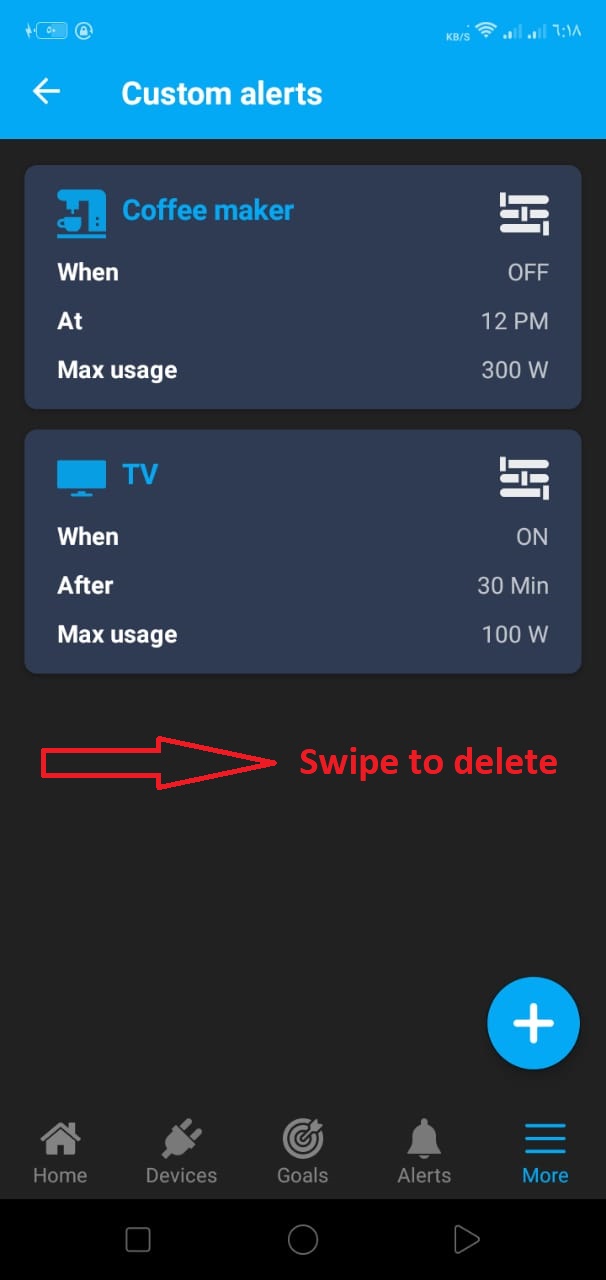 KB/S ٦:١٨
Custom alerts
Coffee maker
When OFF
At 12 PM
Max usage 300 W
TV
When ON
After 30 Min
Max usage 100 W
Swipe to delete
Home Devices Goals Alerts More